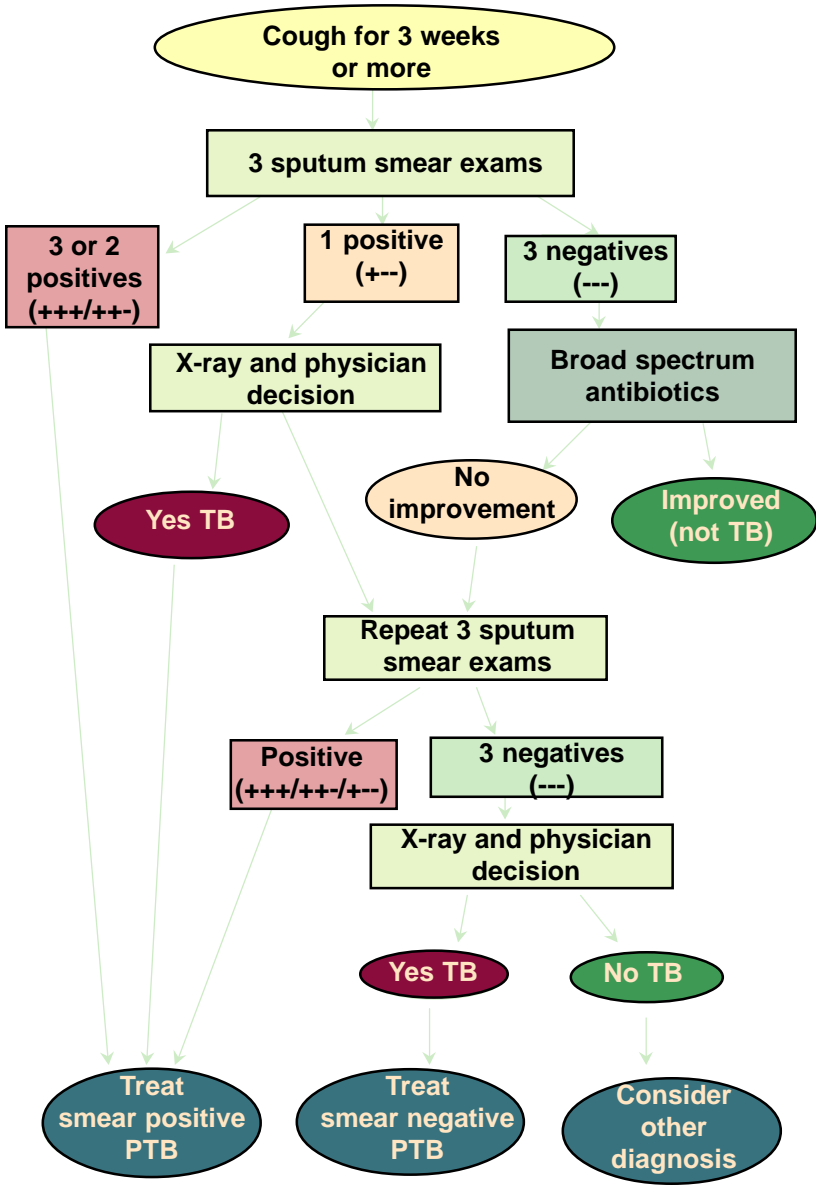 Cough for 3 weeks
or more
3 sputum smear exams
3 or 2
positives
(+++/++-)
1 positive
(+--)
3 negatives
(---)
X-ray and physician
decision
Broad spectrum
antibiotics
Yes TB
No
improvement
Improved
(not TB)
Repeat 3 sputum
smear exams
Positive
(+++/++-/+--)
3 negatives
(---)
X-ray and physician
decision
Yes TB
No TB
Treat
smear positive
PTB
Treat
smear negative
PTB
Consider
other
diagnosis